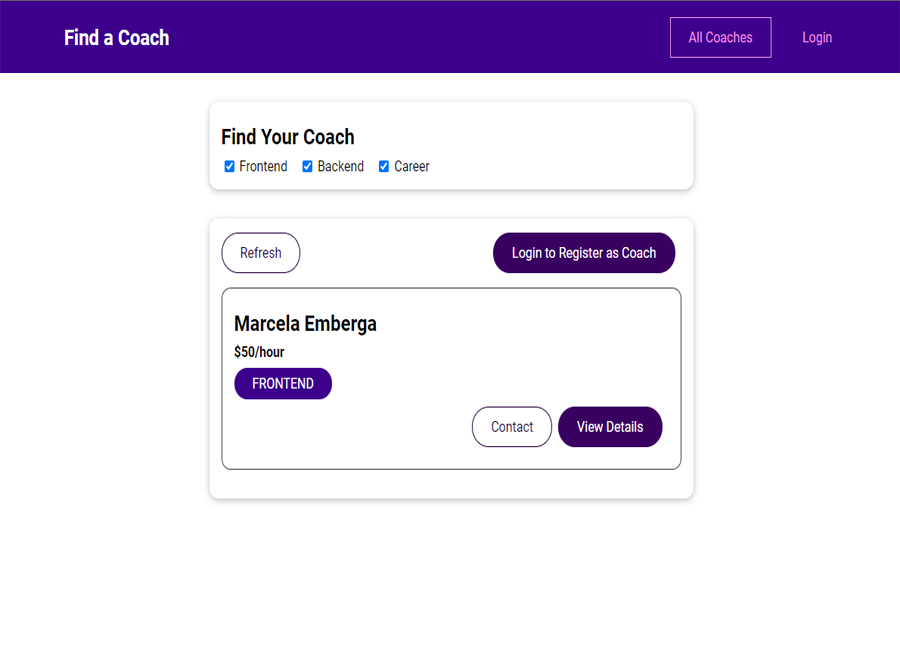 Find a Coach
All Coaches
Login
Find Your Coach
Frontend
Backend
Career
Refresh
Login to Register as Coach
Marcela Emberga
$50/hour
FRONTEND
Contact
View Details